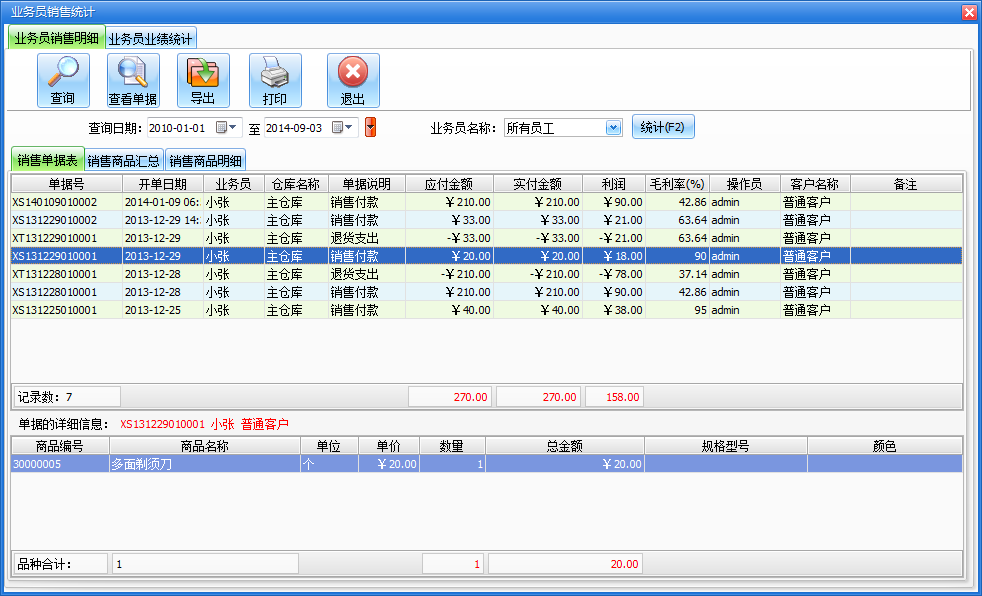 业务员销售统计
业务员销售明细 业务员业绩统计
查询 查看单据 导出 打印 退出
查询日期: 2010-01-01 至 2014-09-03 业务员名称: 所有员工 统计(F2)
销售单据表 销售商品汇总 销售商品明细
单据号 开单日期 业务员 仓库名称 单据说明 应付金额 实付金额 利润 毛利率(%) 操作员 客户名称 备注
XS140109010002 2014-01-09 06: 小张 主仓库 销售付款 ￥210.00 ￥210.00 ￥90.00 42.86 admin 普通客户
XS131229010002 2013-12-29 14: 小张 主仓库 销售付款 ￥33.00 ￥33.00 ￥21.00 63.64 admin 普通客户
XT131229010001 2013-12-29 小张 主仓库 退货支出 -￥33.00 -￥33.00 -￥21.00 63.64 admin 普通客户
XS131229010001 2013-12-29 小张 主仓库 销售付款 ￥20.00 ￥20.00 ￥18.00 90 admin 普通客户
XT131228010001 2013-12-28 小张 主仓库 退货支出 -￥210.00 -￥210.00 -￥78.00 37.14 admin 普通客户
XS131228010001 2013-12-28 小张 主仓库 销售付款 ￥210.00 ￥210.00 ￥90.00 42.86 admin 普通客户
XS131225010001 2013-12-25 小张 主仓库 销售付款 ￥40.00 ￥40.00 ￥38.00 95 admin 普通客户
记录数: 7 270.00 270.00 158.00
单据的详细信息: XS131229010001 小张 普通客户
商品编号 商品名称 单位 单价 数量 总金额 规格型号 颜色
30000005 多面剃须刀 个 ￥20.00 1 ￥20.00
品种合计: 1 1 20.00